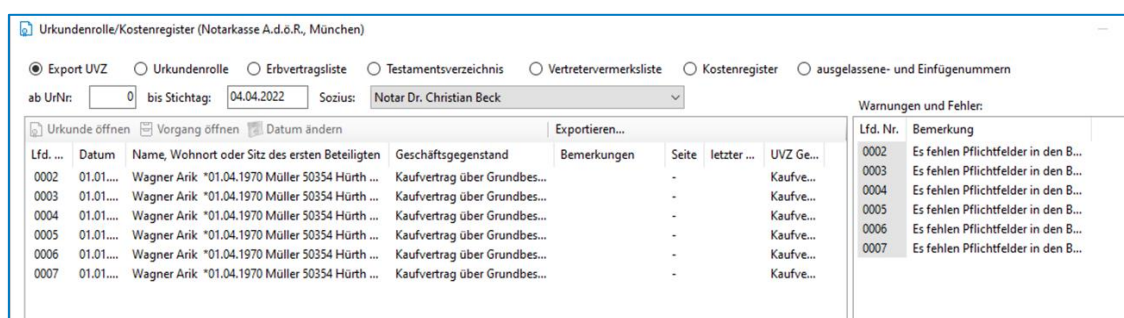 Urkundenrolle/Kostenregister (Notarkasse A.d.ö.R., München)
Export UVZ Urkundenrolle Erbvertragsliste Testamentsverzeichnis Vertretervermerksliste Kostenregister ausgelassene- und Einfügenummern
ab UrNr: 0 bis Stichtag: 04.04.2022 Sozius: Notar Dr. Christian Beck
Warnungen und Fehler:
Urkunde öffnen Vorgang öffnen Datum ändern Exportieren...
Lfd. Nr. Bemerkung
Lfd. ... Datum Name, Wohnort oder Sitz des ersten Beteiligten Geschäftsgegenstand Bemerkungen Seite letzter ... UVZ Ge...
0002 01.01.... Wagner Arik *01.04.1970 Müller 50354 Hürth ... Kaufvertrag über Grundbes... - Kaufve...
0003 01.01.... Wagner Arik *01.04.1970 Müller 50354 Hürth ... Kaufvertrag über Grundbes... - Kaufve...
0004 01.01.... Wagner Arik *01.04.1970 Müller 50354 Hürth ... Kaufvertrag über Grundbes... - Kaufve...
0005 01.01.... Wagner Arik *01.04.1970 Müller 50354 Hürth ... Kaufvertrag über Grundbes... - Kaufve...
0006 01.01.... Wagner Arik *01.04.1970 Müller 50354 Hürth ... Kaufvertrag über Grundbes... - Kaufve...
0007 01.01.... Wagner Arik *01.04.1970 Müller 50354 Hürth ... Kaufvertrag über Grundbes... - Kaufve...
0002 Es fehlen Pflichtfelder in den B...
0003 Es fehlen Pflichtfelder in den B...
0004 Es fehlen Pflichtfelder in den B...
0005 Es fehlen Pflichtfelder in den B...
0006 Es fehlen Pflichtfelder in den B...
0007 Es fehlen Pflichtfelder in den B...